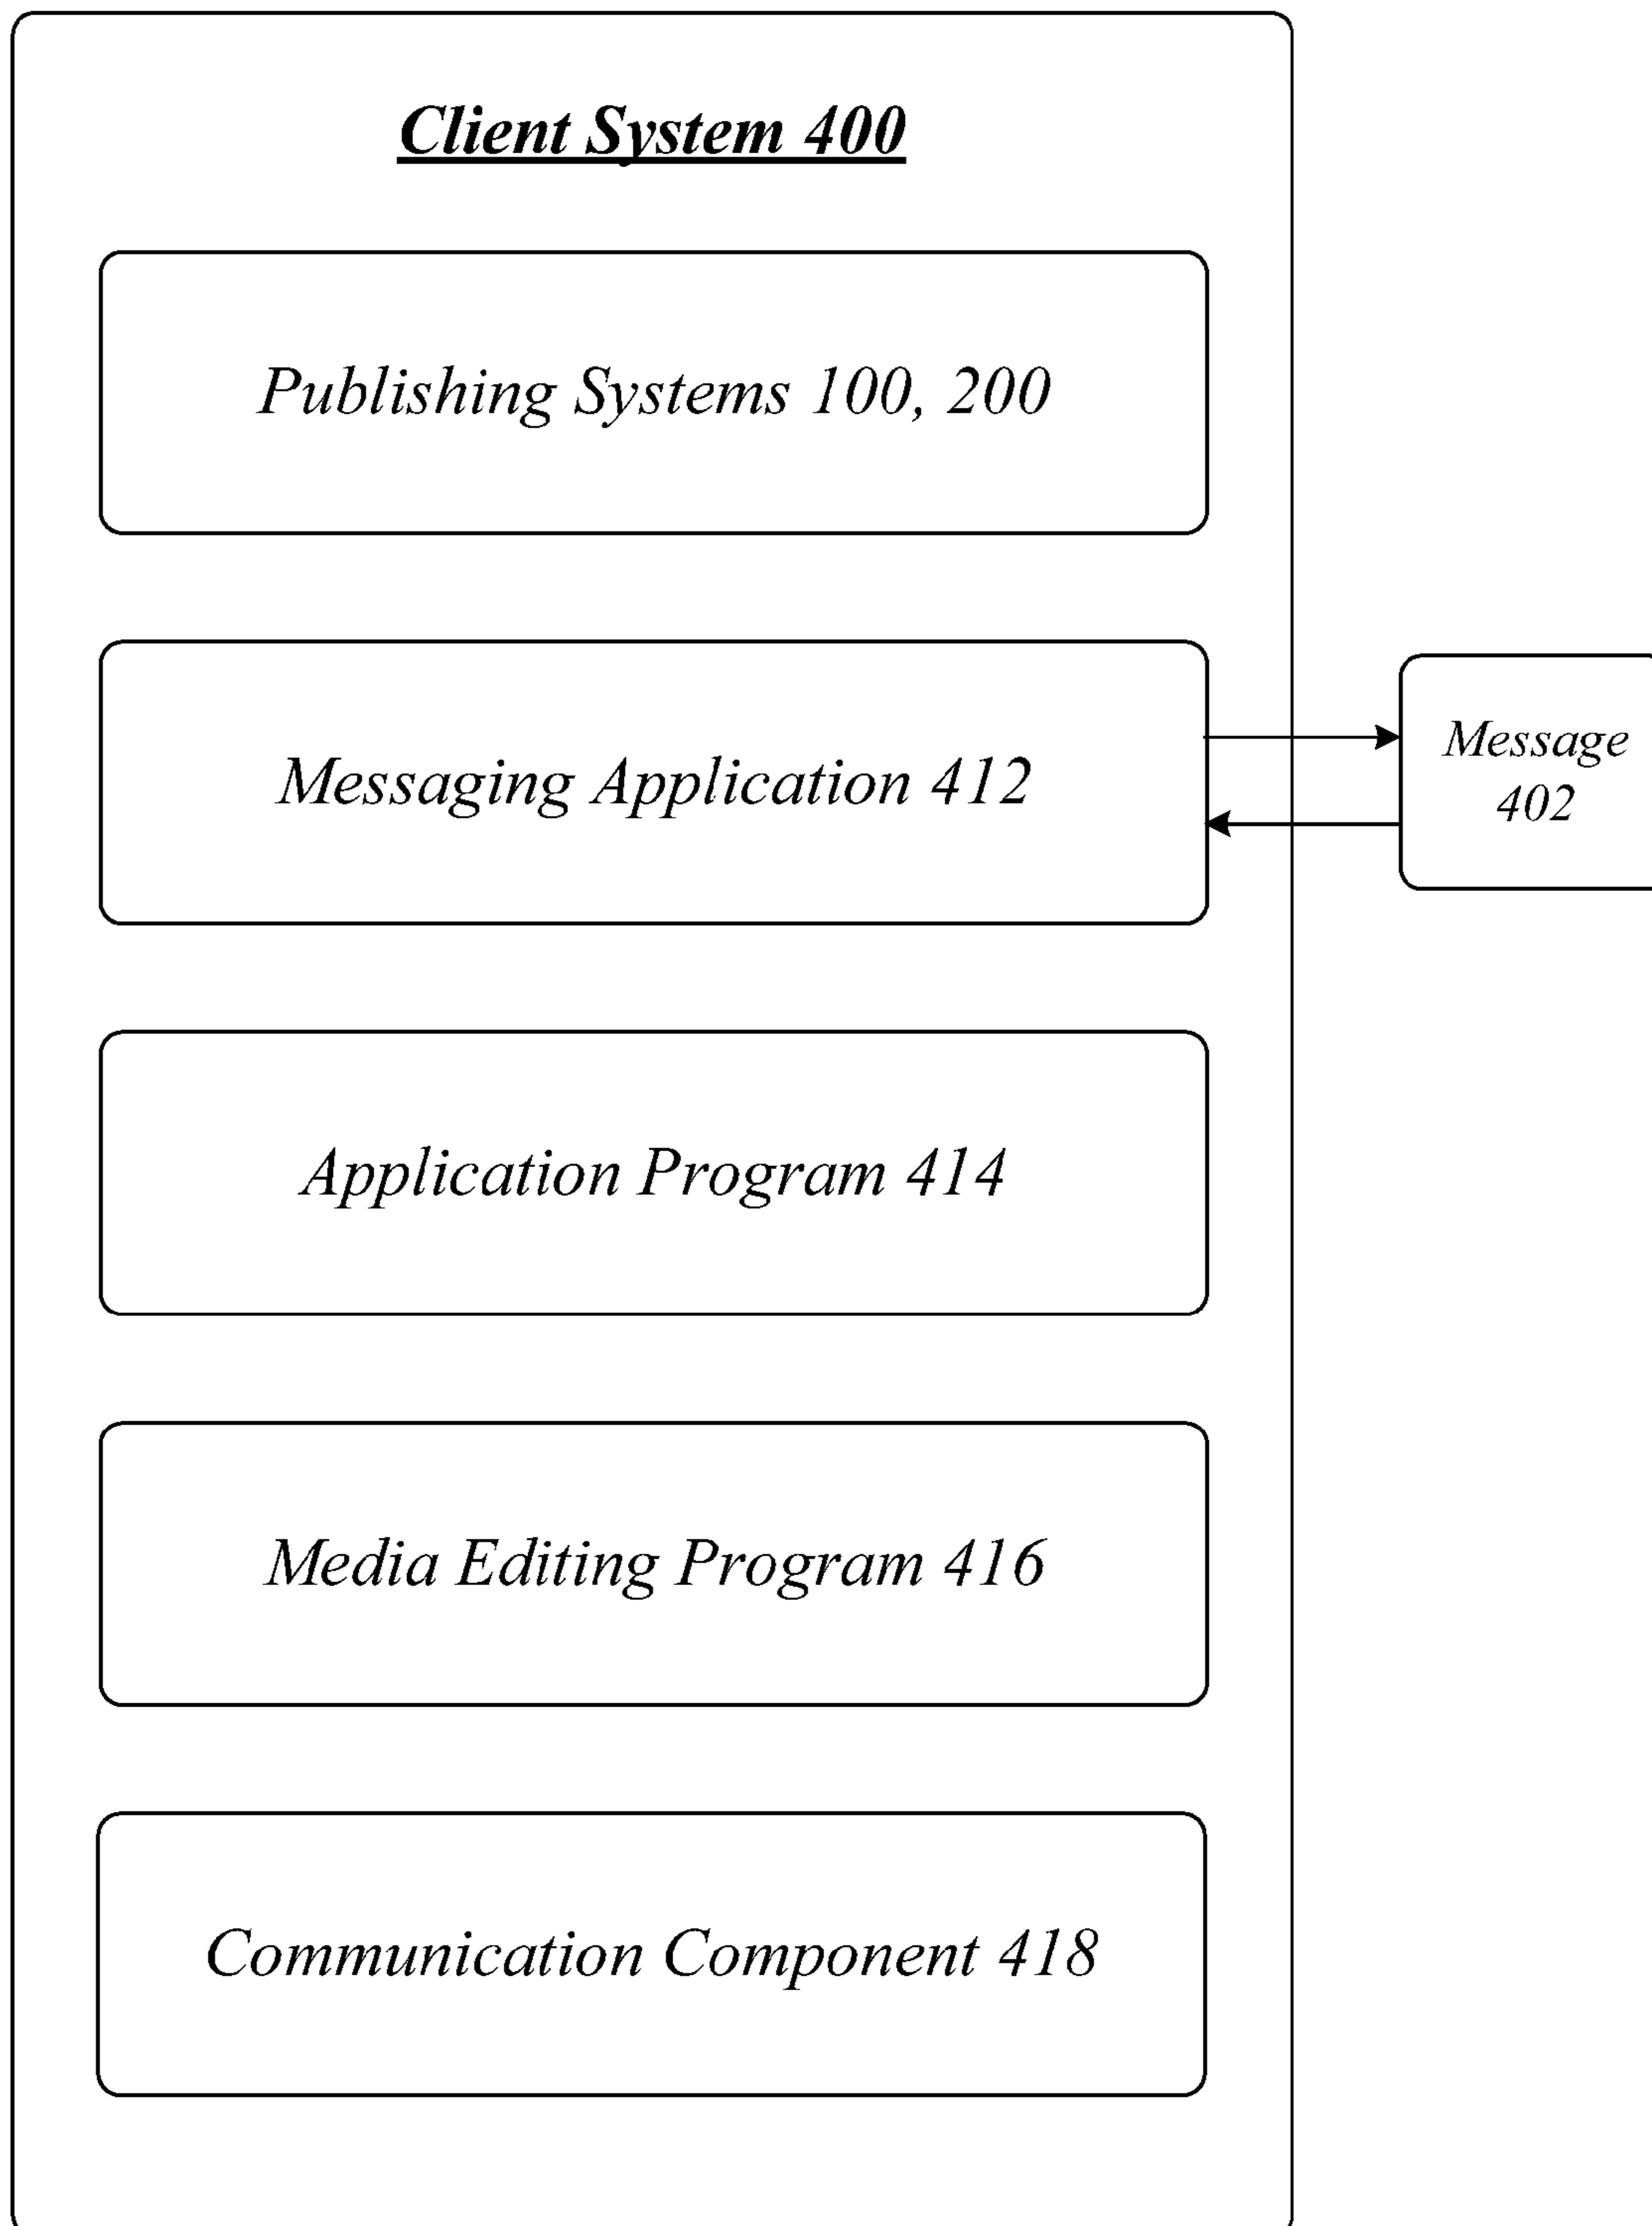 Client System 400
Publishing Systems 100, 200
Messaging Application 412
Message
402
Application Program 414
Media Editing Program 416
Communication Component 418